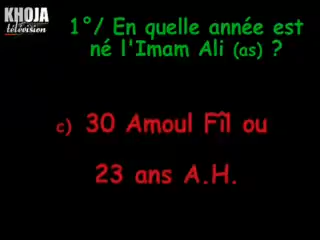 KHOJA
télévision
1°/ En quelle année est
né l'Imam Ali (as) ?
c) 30 Amoul Fîl ou
23 ans A.H.